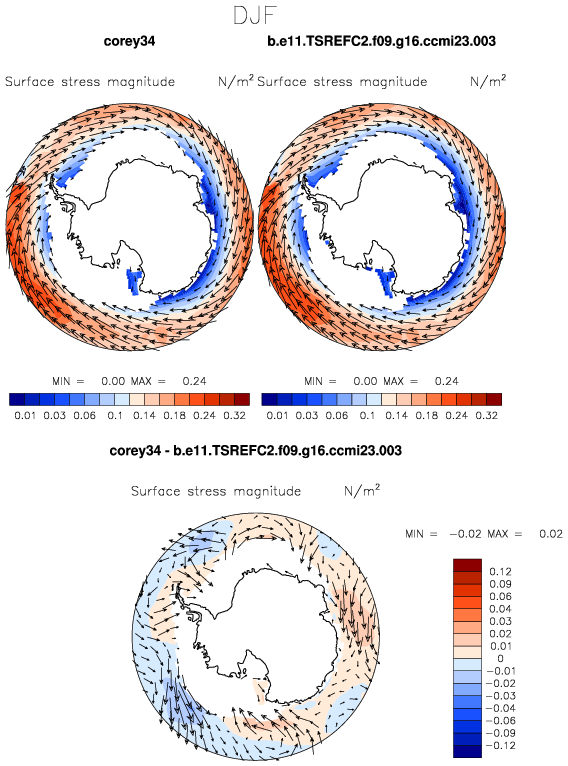 DJF
corey34 b.e11.TSREFC2.f09.g16.ccmi23.003
Surface stress magnitude N/m² Surface stress magnitude N/m²
MIN = 0.00 MAX = 0.24 MIN = 0.00 MAX = 0.24
0.01 0.03 0.06 0.1 0.14 0.18 0.24 0.32 0.01 0.03 0.06 0.1 0.14 0.18 0.24 0.32
corey34 - b.e11.TSREFC2.f09.g16.ccmi23.003
Surface stress magnitude N/m²
MIN = -0.02 MAX = 0.02
0.12
0.09
0.06
0.04
0.03
0.02
0.01
0
-0.01
-0.02
-0.03
-0.04
-0.06
-0.09
-0.12